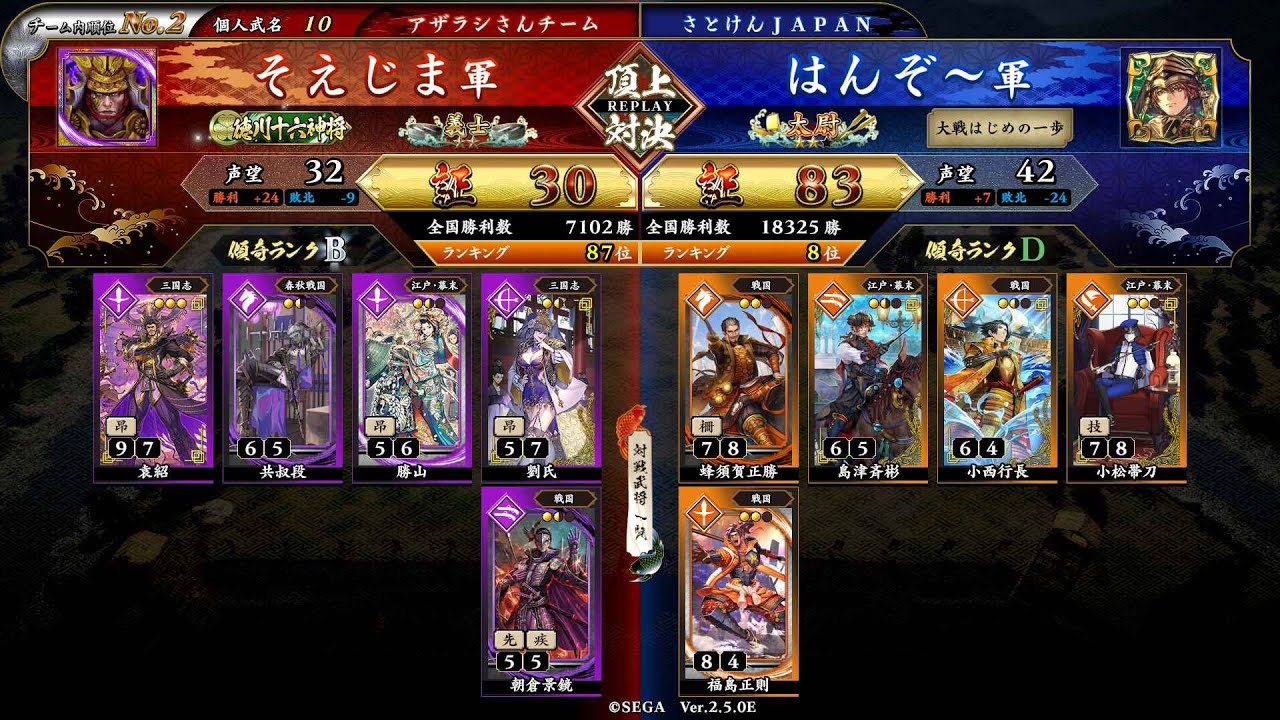 チーム内順位 No.2 個人武名 10 アザラシさんチーム
さとけんJAPAN
そえじま軍
頂上
REPLAY
対決
はんぞ~軍
徳川十六神将
義士
太尉
大戦はじめの一歩
声望 32
勝利 +24 敗北 -9
証 30
証 83
声望 42
勝利 +7 敗北 -24
全国勝利数 7102勝
全国勝利数 18325勝
傾奇ランク B
ランキング 87位
ランキング 8位
傾奇ランク D
三国志
昂
9 7
袁紹
春秋戦国
6 5
共叔段
江戸・幕末
昂
5 6
勝山
三国志
昂
5 7
劉氏
戦国
先 疾
5 5
朝倉景鏡
対戦武将一覧
戦国
柵
7 8
蜂須賀正勝
江戸・幕末
6 5
島津斉彬
戦国
6 4
小西行長
江戸・幕末
技
7 8
小松帯刀
戦国
8 4
福島正則
©SEGA Ver.2.5.0E